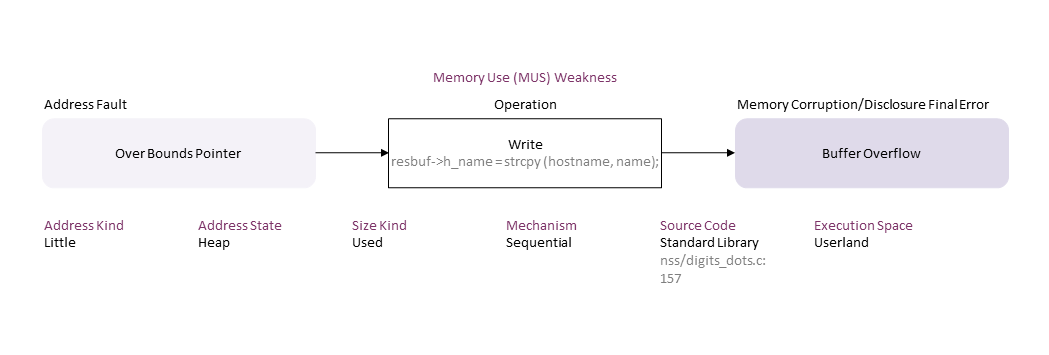 Memory Use (MUS) Weakness
Address Fault
Operation
Memory Corruption/Disclosure Final Error
Over Bounds Pointer
Write
resbuf->h_name = strcpy (hostname, name);
Buffer Overflow
Address Kind
Little
Address State
Heap
Size Kind
Used
Mechanism
Sequential
Source Code
Standard Library
nss/digits_dots.c:
157
Execution Space
Userland